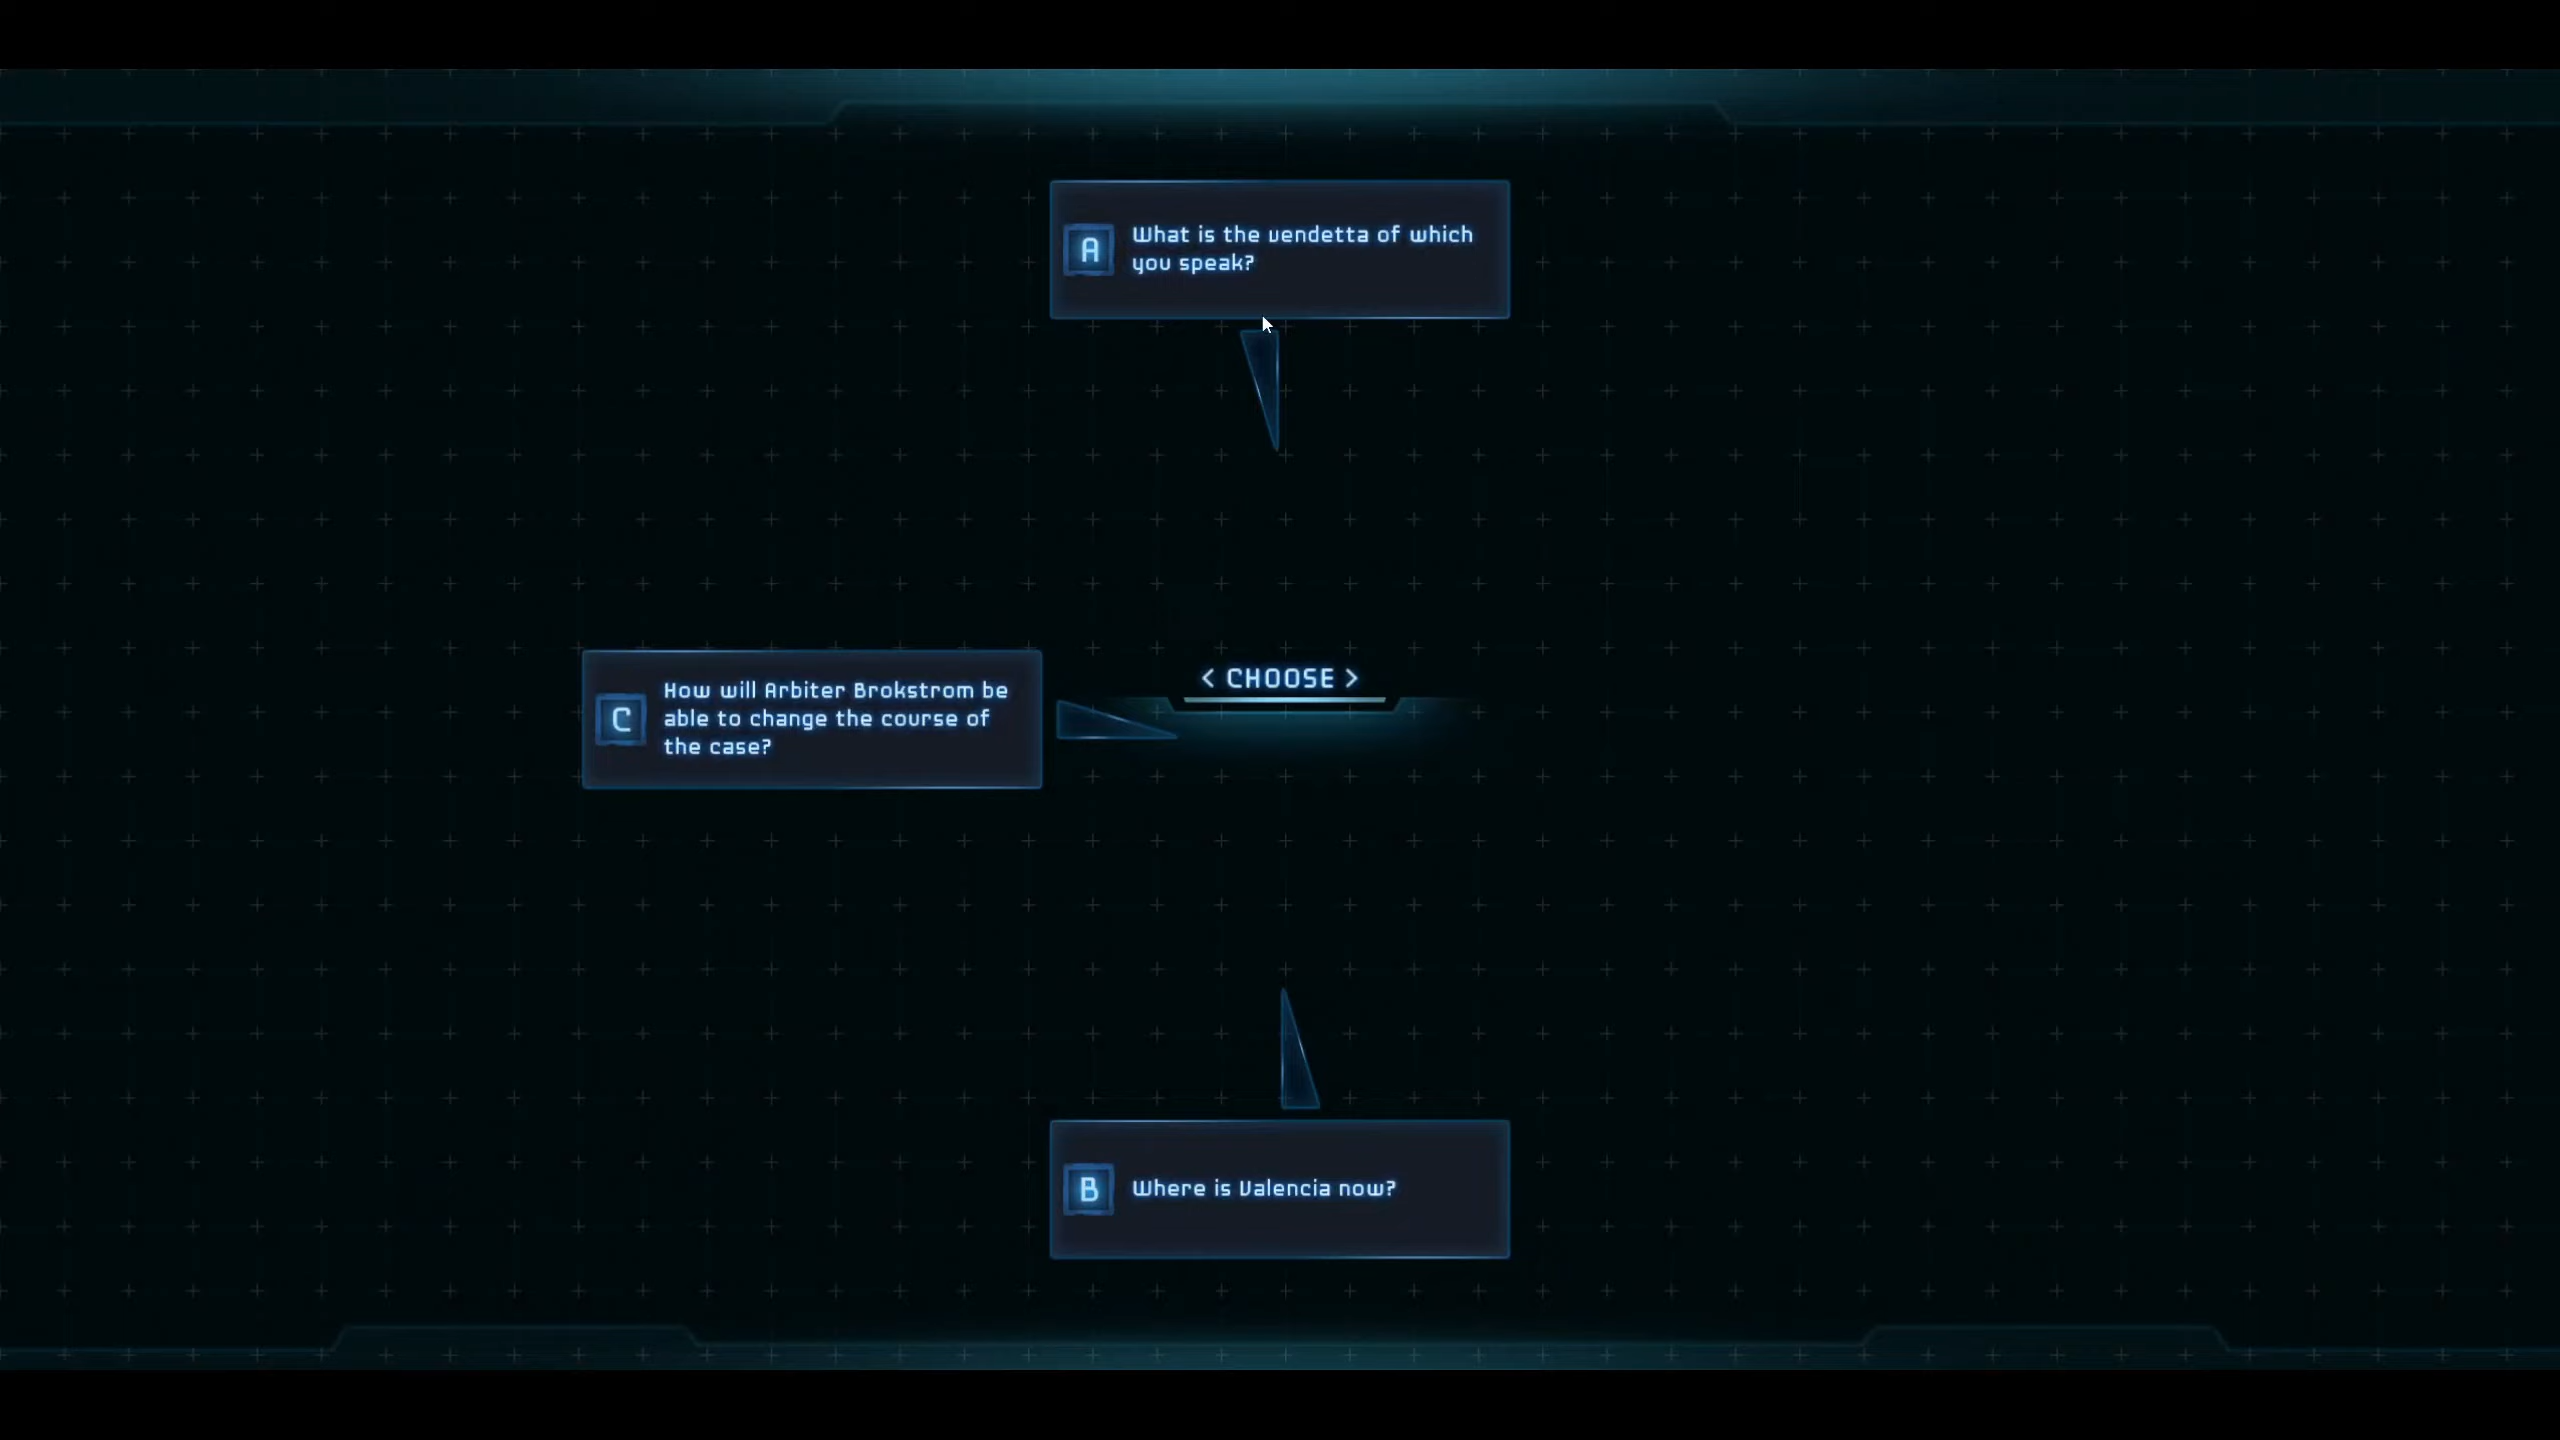 A
What is the vendetta of which
you speak?
< CHOOSE >
C
How will Arbiter Brokstrom be
able to change the course of
the case?
B
Where is Valencia now?